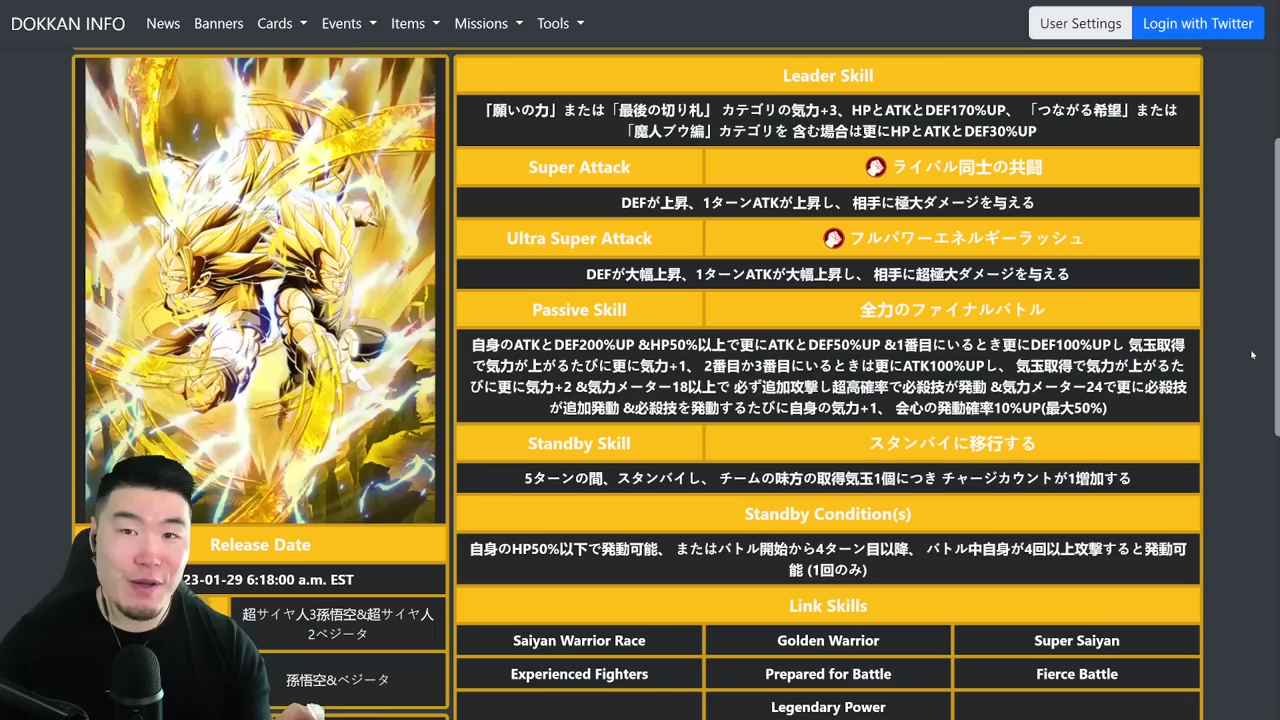 DOKKAN INFO
News
Banners
Cards
Events
Items
Missions
Tools
User Settings
Login with Twitter
Leader Skill
「願いの力」または「最後の切り札」 カテゴリの気力+3、HPとATKとDEF170%UP、 「つながる希望」または
「魔人ブウ編」カテゴリを 含む場合は更にHPとATKとDEF30%UP
Super Attack
ライバル同士の共闘
DEFが上昇、1ターンATKが上昇し、 相手に極大ダメージを与える
Ultra Super Attack
フルパワーエネルギーラッシュ
DEFが大幅上昇、1ターンATKが大幅上昇し、 相手に超極大ダメージを与える
Passive Skill
全力のファイナルバトル
自身のATKとDEF200%UP &HP50%以上で更にATKとDEF50%UP &1番目にいるとき更にDEF100%UPし 気玉取得
で気力が上がるたびに更に気力+1、 2番目か3番目にいるときは更にATK100%UPし、 気玉取得で気力が上がるた
びに更に気力+2 &気力メーター18以上で 必ず追加攻撃し超高確率で必殺技が発動 &気力メーター24で更に必殺技
が追加発動 &必殺技を発動するたびに自身の気力+1、 会心の発動確率10%UP(最大50%)
Standby Skill
スタンバイに移行する
5ターンの間、スタンバイし、 チームの味方の取得気玉1個につき チャージカウントが1増加する
Standby Condition(s)
自身のHP50%以下で発動可能、 またはバトル開始から4ターン目以降、 バトル中自身が4回以上攻撃すると発動可
能 (1回のみ)
Link Skills
Saiyan Warrior Race
Golden Warrior
Super Saiyan
Experienced Fighters
Prepared for Battle
Fierce Battle
Legendary Power
Release Date
23-01-29 6:18:00 a.m. EST
超サイヤ人3孫悟空&超サイヤ人
2ベジータ
孫悟空&ベジータ